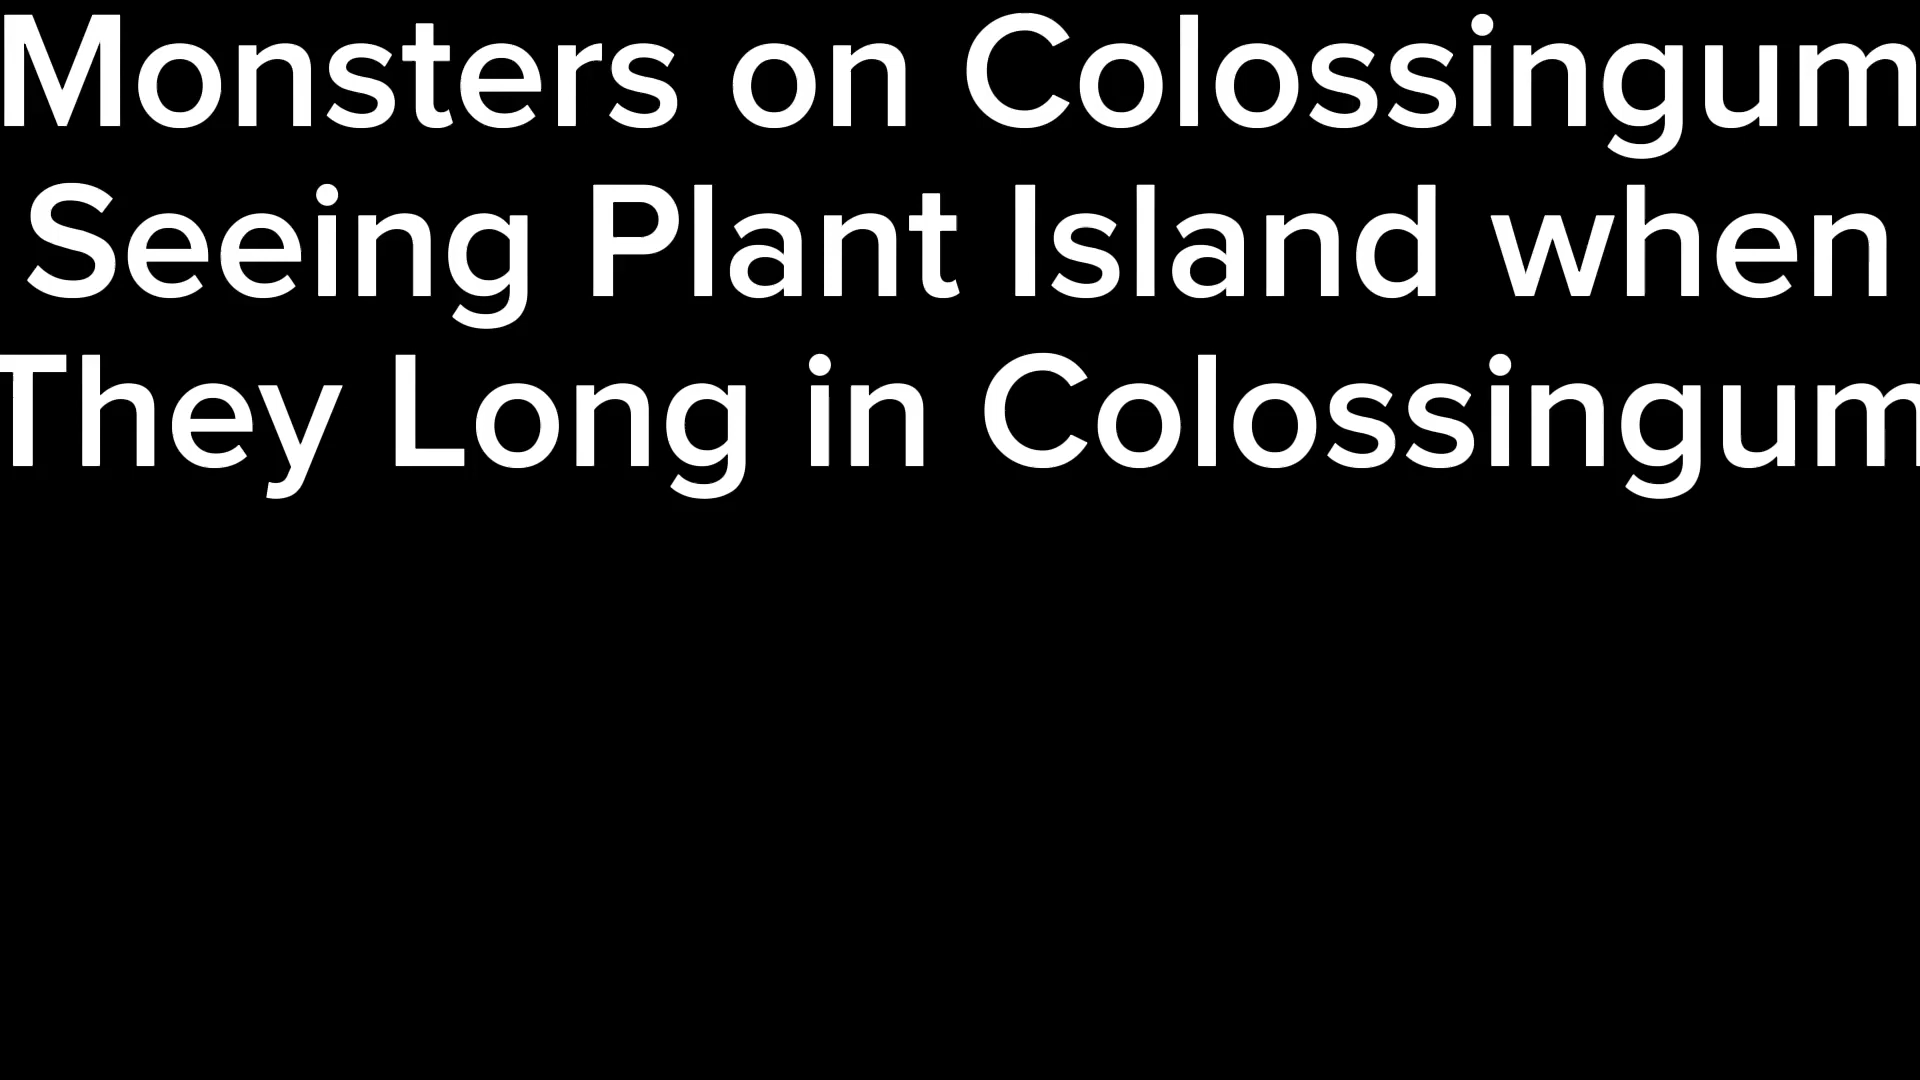 Monsters on Colossingum
Seeing Plant Island when
They Long in Colossingum